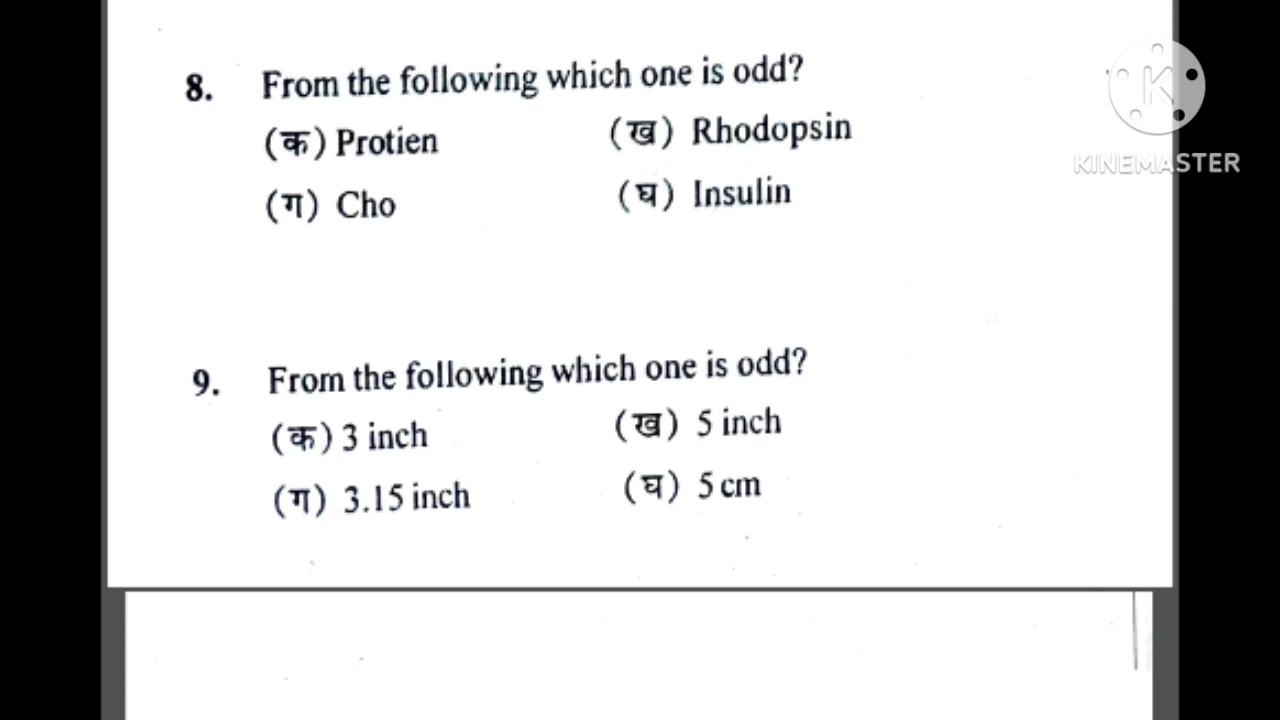 8. From the following which one is odd?
(क) Protien (ख) Rhodopsin
(ग) Cho (घ) Insulin
9. From the following which one is odd?
(क) 3 inch (ख) 5 inch
(ग) 3.15 inch (घ) 5 cm
K
KINEMASTER